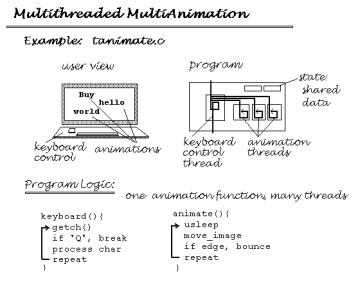 Multithreaded MultiAnimation
Example: tanimate.c
user view
program
Buy
hello
world
state/
shared
data
keyboard
control
animations
keyboard
control
thread
animation
threads
Program Logic:
one animation function, many threads
keyboard(){
getch()
if 'Q', break
process char
repeat
}
animate(){
usleep
move_image
if edge, bounce
repeat
}